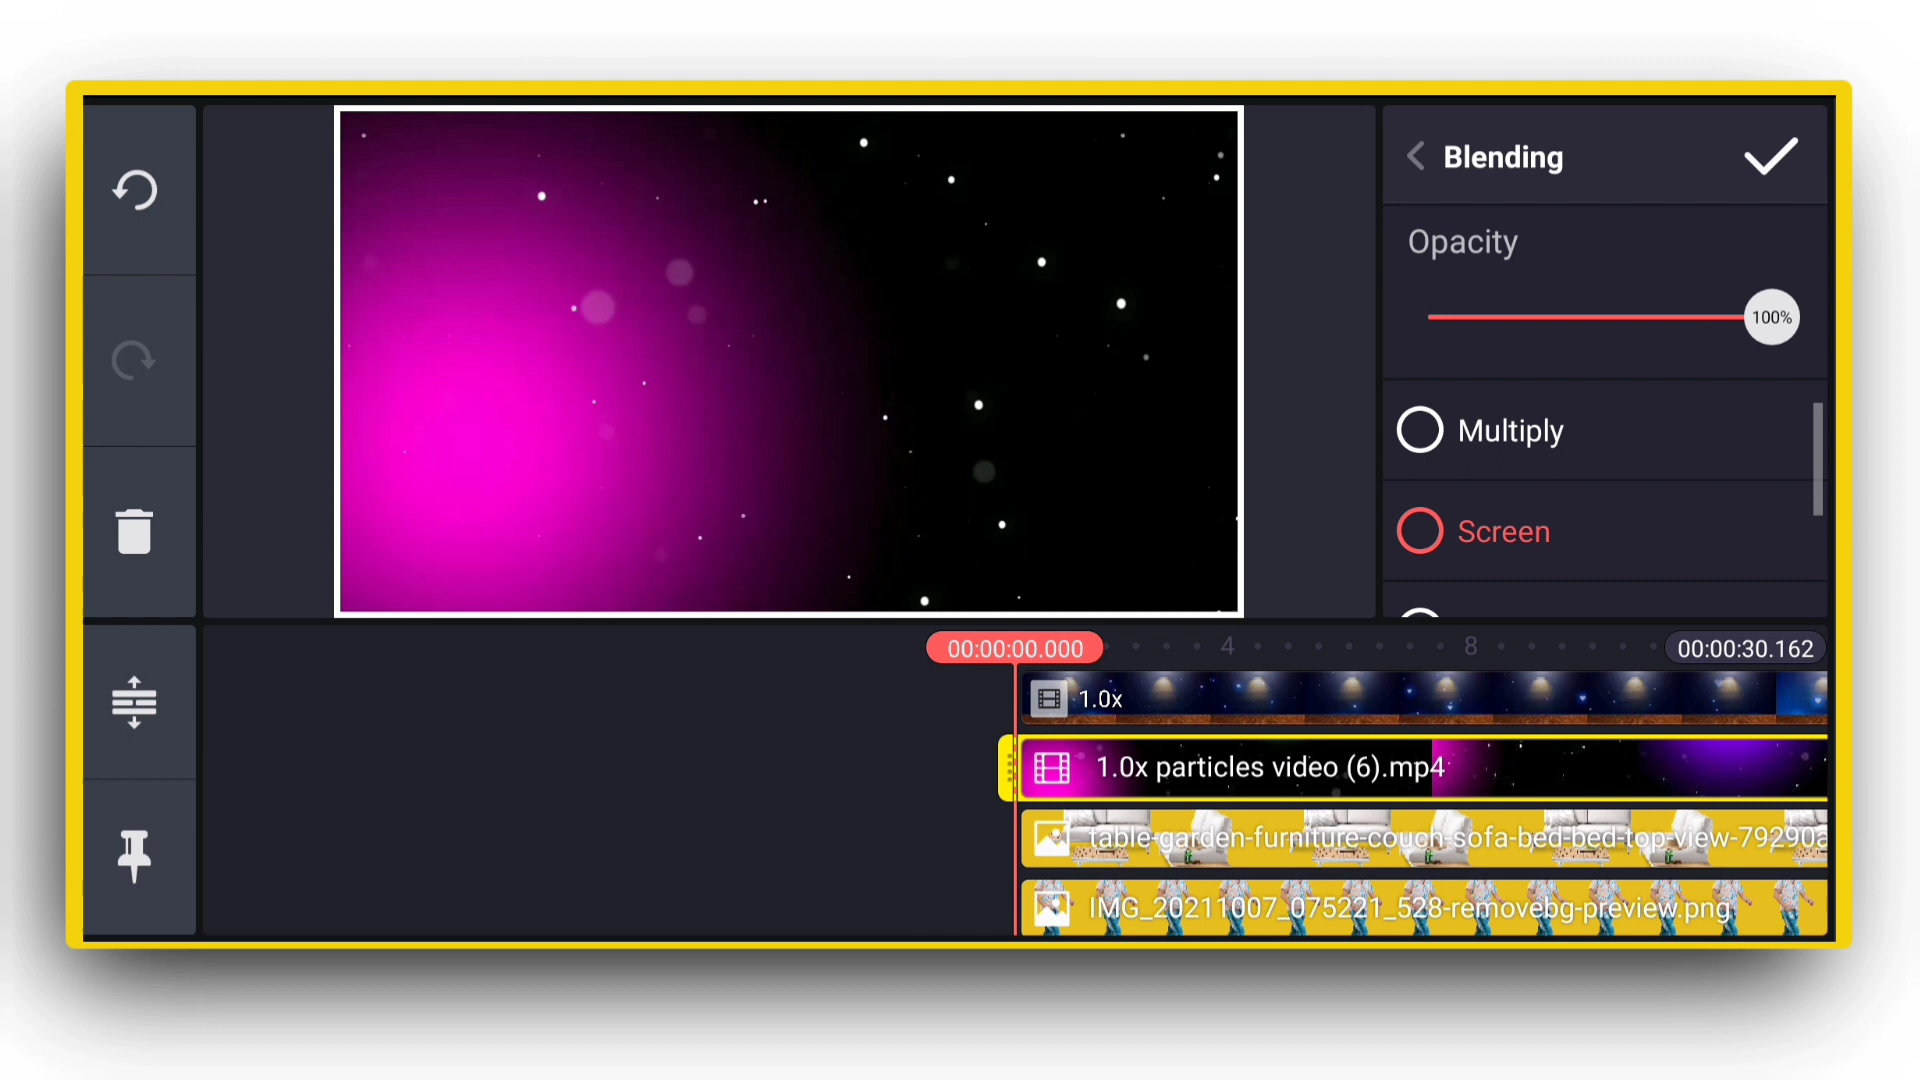 Blending
Opacity
100%
Multiply
Screen
00:00:00.000
4
8
00:00:30.162
1.0x
1.0x particles video (6).mp4
table-garden-furniture-couch-sofa-bed-bed-top-view-79290a
IMG_20211007_075221_528-removebg-preview.png